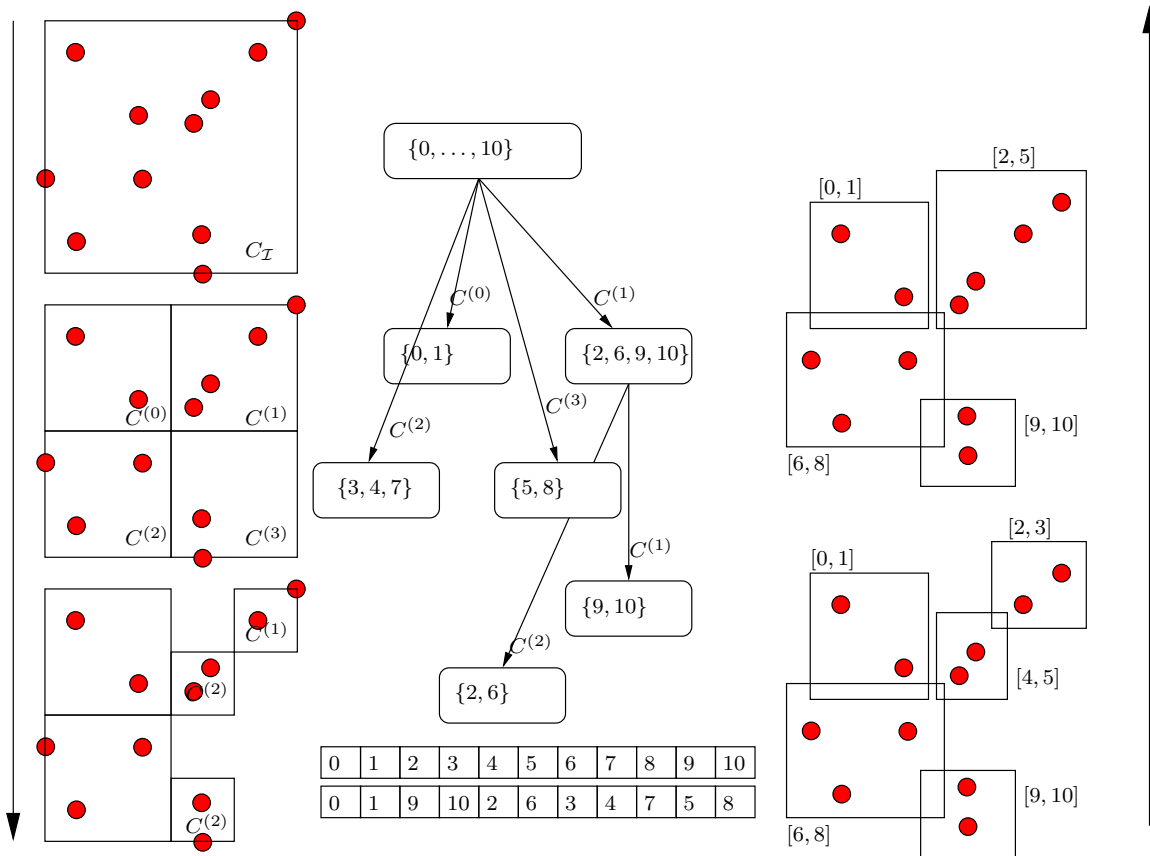 $C_{\mathcal{I}}$
$C^{(0)}$
$C^{(1)}$
$C^{(2)}$
$C^{(3)}$
$C^{(1)}$
$C^{(2)}$
$C^{(2)}$
{0, . . . , 10}
$C^{(0)}$
$C^{(1)}$
{0, 1}
{2, 6, 9, 10}
$C^{(3)}$
$C^{(2)}$
{3, 4, 7}
{5, 8}
$C^{(1)}$
{9, 10}
$C^{(2)}$
{2, 6}
0 1 2 3 4 5 6 7 8 9 10
0 1 9 10 2 6 3 4 7 5 8
[2, 5]
[0, 1]
[9, 10]
[6, 8]
[2, 3]
[0, 1]
[4, 5]
[9, 10]
[6, 8]